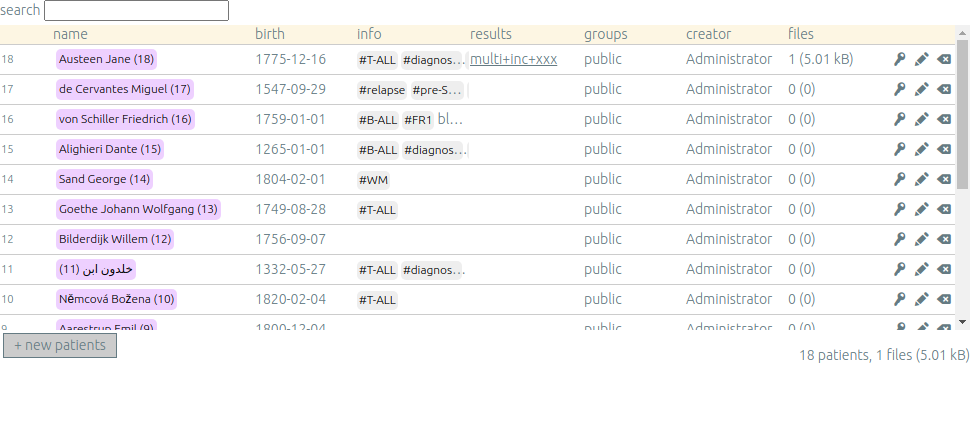 search
name birth info results groups creator files
18 Austeen Jane (18) 1775-12-16 #T-ALL #diagnos... multi+inc+xxx public Administrator 1 (5.01 kB)
17 de Cervantes Miguel (17) 1547-09-29 #relapse #pre-S... public Administrator 0 (0)
16 von Schiller Friedrich (16) 1759-01-01 #B-ALL #FR1 bl... public Administrator 0 (0)
15 Alighieri Dante (15) 1265-01-01 #B-ALL #diagnos... public Administrator 0 (0)
14 Sand George (14) 1804-02-01 #WM public Administrator 0 (0)
13 Goethe Johann Wolfgang (13) 1749-08-28 #T-ALL public Administrator 0 (0)
12 Bilderdijk Willem (12) 1756-09-07 public Administrator 0 (0)
11 خلدون ابن (11) 1332-05-27 #T-ALL #diagnos... public Administrator 0 (0)
10 Němcová Božena (10) 1820-02-04 #T-ALL public Administrator 0 (0)
9 Aarestrup Emil (9) 1800-12-04 public Administrator 0 (0)
+ new patients
18 patients, 1 files (5.01 kB)